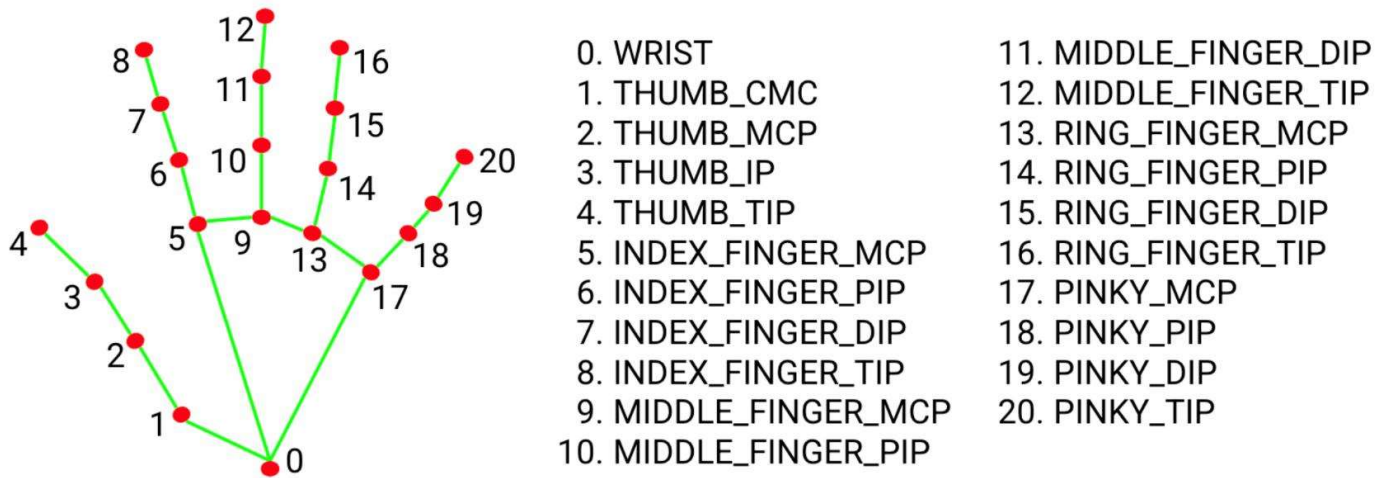 12
8
16
11
7
15
10
6
20
14
19
4
5
9
18
13
3
17
2
1
0
0. WRIST
1. THUMB_CMC
2. THUMB_MCP
3. THUMB_IP
4. THUMB_TIP
5. INDEX_FINGER_MCP
6. INDEX_FINGER_PIP
7. INDEX_FINGER_DIP
8. INDEX_FINGER_TIP
9. MIDDLE_FINGER_MCP
10. MIDDLE_FINGER_PIP
11. MIDDLE_FINGER_DIP
12. MIDDLE_FINGER_TIP
13. RING_FINGER_MCP
14. RING_FINGER_PIP
15. RING_FINGER_DIP
16. RING_FINGER_TIP
17. PINKY_MCP
18. PINKY_PIP
19. PINKY_DIP
20. PINKY_TIP